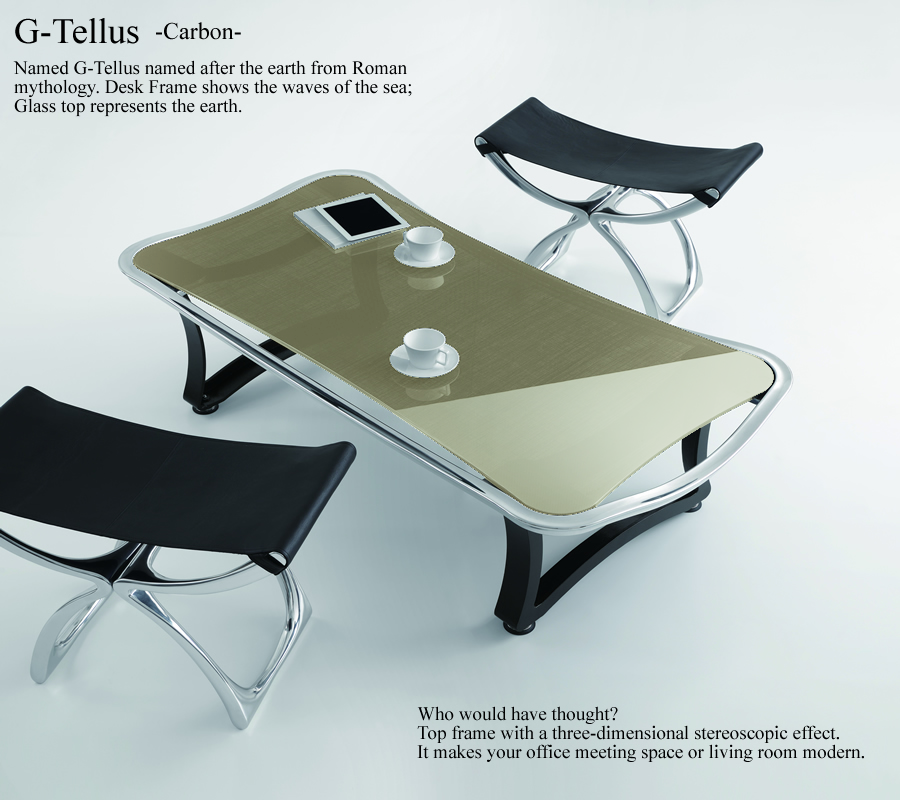 G-Tellus -Carbon-
Named G-Tellus named after the earth from Roman
mythology. Desk Frame shows the waves of the sea;
Glass top represents the earth.
Who would have thought?
Top frame with a three-dimensional stereoscopic effect.
It makes your office meeting space or living room modern.